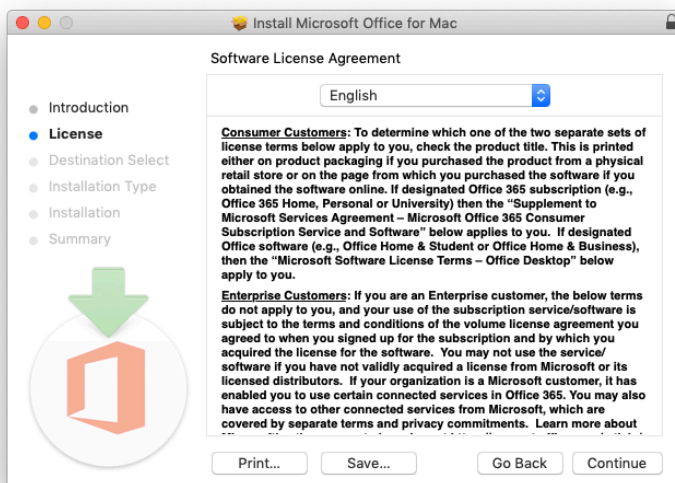 Install Microsoft Office for Mac
Software License Agreement
English
Introduction
License
Destination Select
Installation Type
Installation
Summary
Consumer Customers: To determine which one of the two separate sets of
license terms below apply to you, check the product title. This is printed
either on product packaging if you purchased the product from a physical
retail store or on the page from which you purchased the software if you
obtained the software online. If designated Office 365 subscription (e.g.,
Office 365 Home, Personal or University) then the “Supplement to
Microsoft Services Agreement – Microsoft Office 365 Consumer
Subscription Service and Software” below applies to you. If designated
Office software (e.g., Office Home & Student or Office Home & Business),
then the “Microsoft Software License Terms – Office Desktop” below
apply to you.
Enterprise Customers: If you are an Enterprise customer, the below terms
do not apply to you, and your use of the subscription service/software is
subject to the terms and conditions of the volume license agreement you
agreed to when you signed up for the subscription and by which you
acquired the license for the software. You may not use the service/
software if you have not validly acquired a license from Microsoft or its
licensed distributors. If your organization is a Microsoft customer, it has
enabled you to use certain connected services in Office 365. You may also
have access to other connected services from Microsoft, which are
covered by separate terms and privacy commitments. Learn more about
Print...
Save...
Go Back
Continue